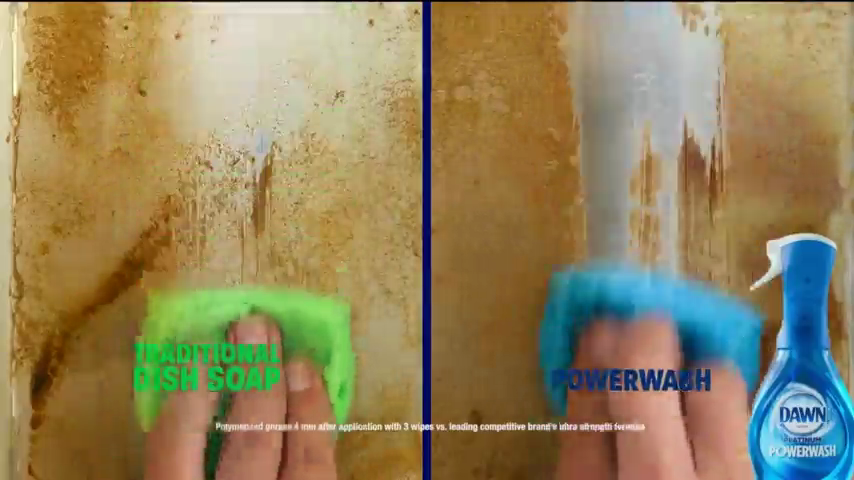 TRADITIONAL
DISH SOAP
POWERWASH
Polymerized grease 4 min after application with 3 wipes vs. leading competitive brand's ultra strength formula
DAWN
PLATINUM
POWERWASH